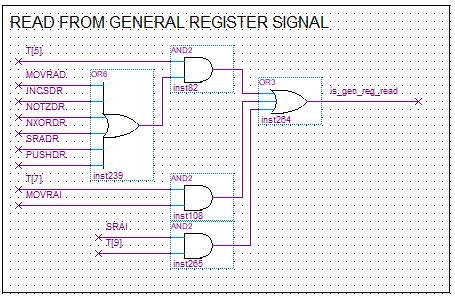 READ FROM GENERAL REGISTER SIGNAL
T[5]
AND2
inst82
MOVRAD
INCSDR
NOTZDR
NXORDR
SRADR
PUSHDR
OR6
inst239
OR3
inst264
is_gen_reg_read
T[7]
MOVRAI
AND2
inst108
SRAI
T[9]
AND2
inst265